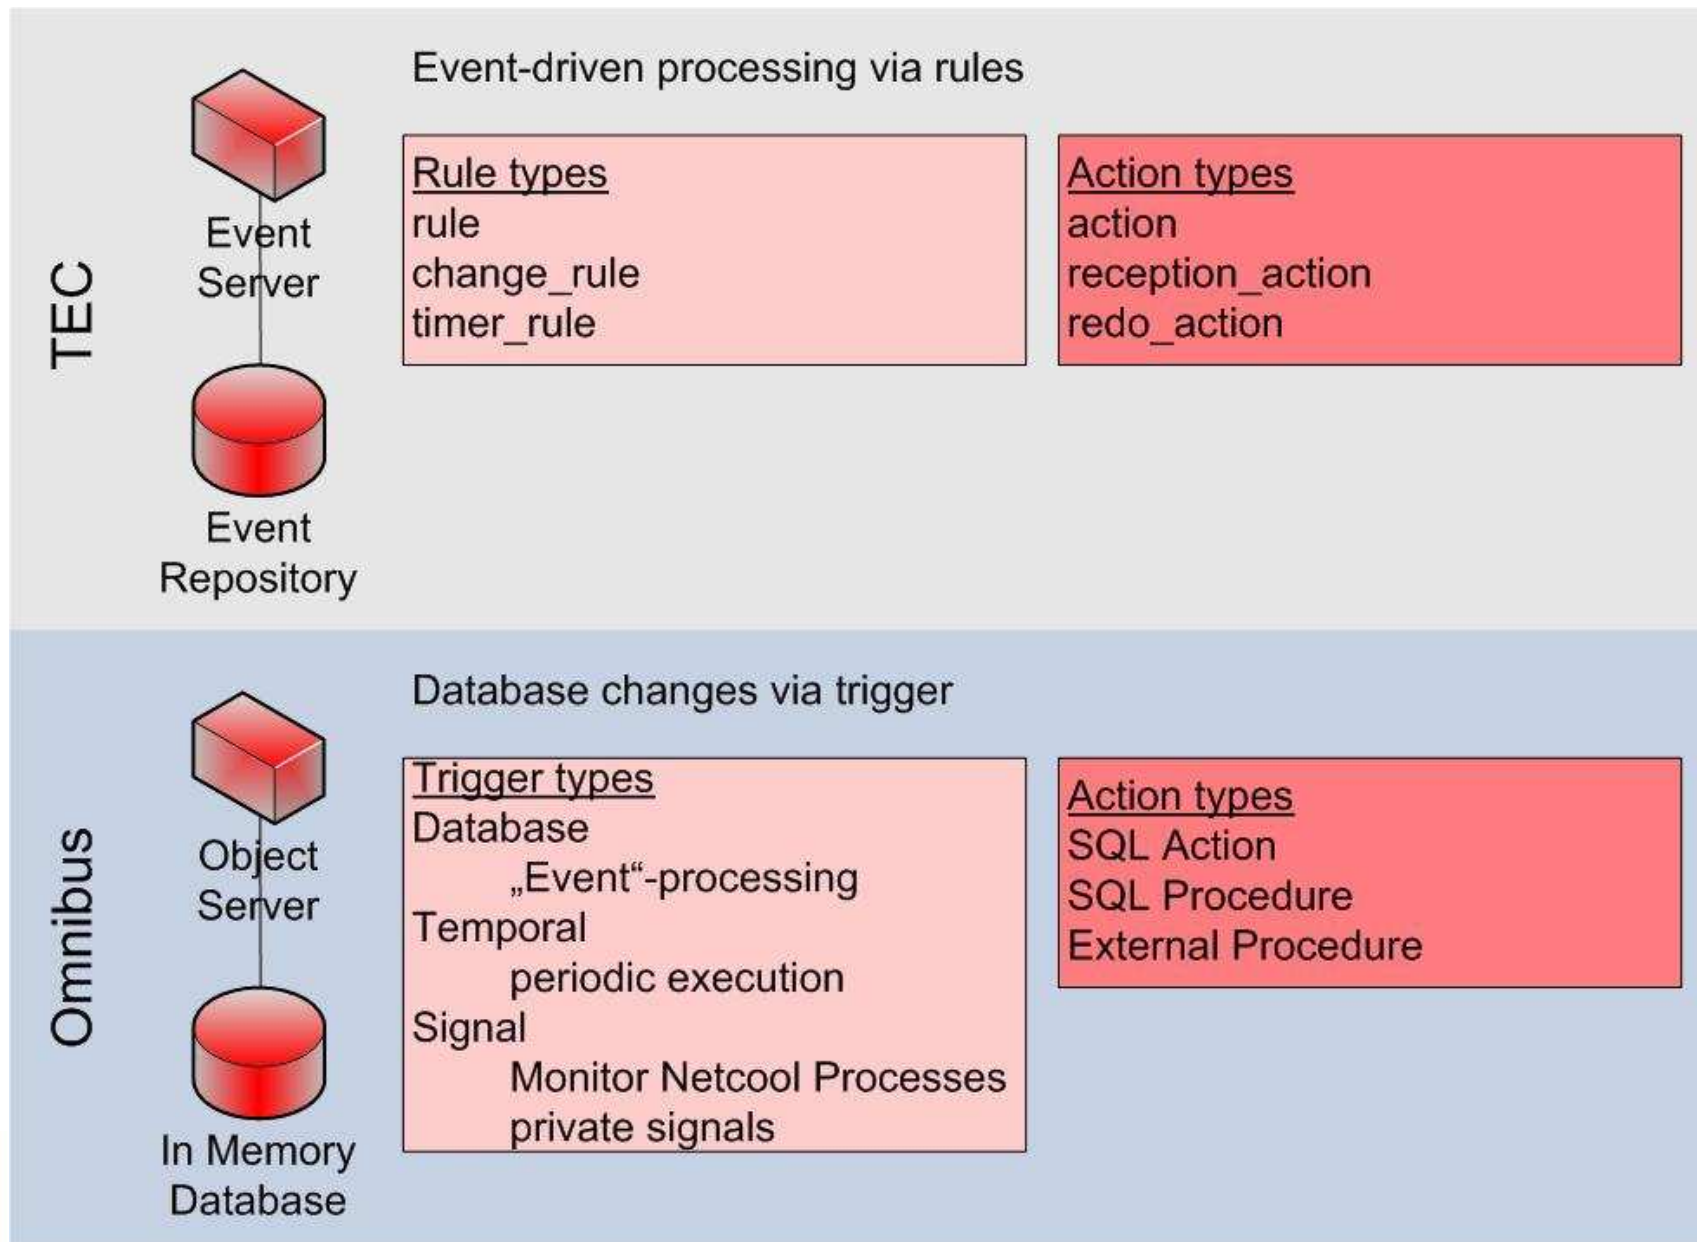 TEC
Event-driven processing via rules
Event
Server
Event
Repository
Rule types
rule
change_rule
timer_rule
Action types
action
reception_action
redo_action
Omnibus
Database changes via trigger
Object
Server
In Memory
Database
Trigger types
Database
„Event“-processing
Temporal
periodic execution
Signal
Monitor Netcool Processes
private signals
Action types
SQL Action
SQL Procedure
External Procedure